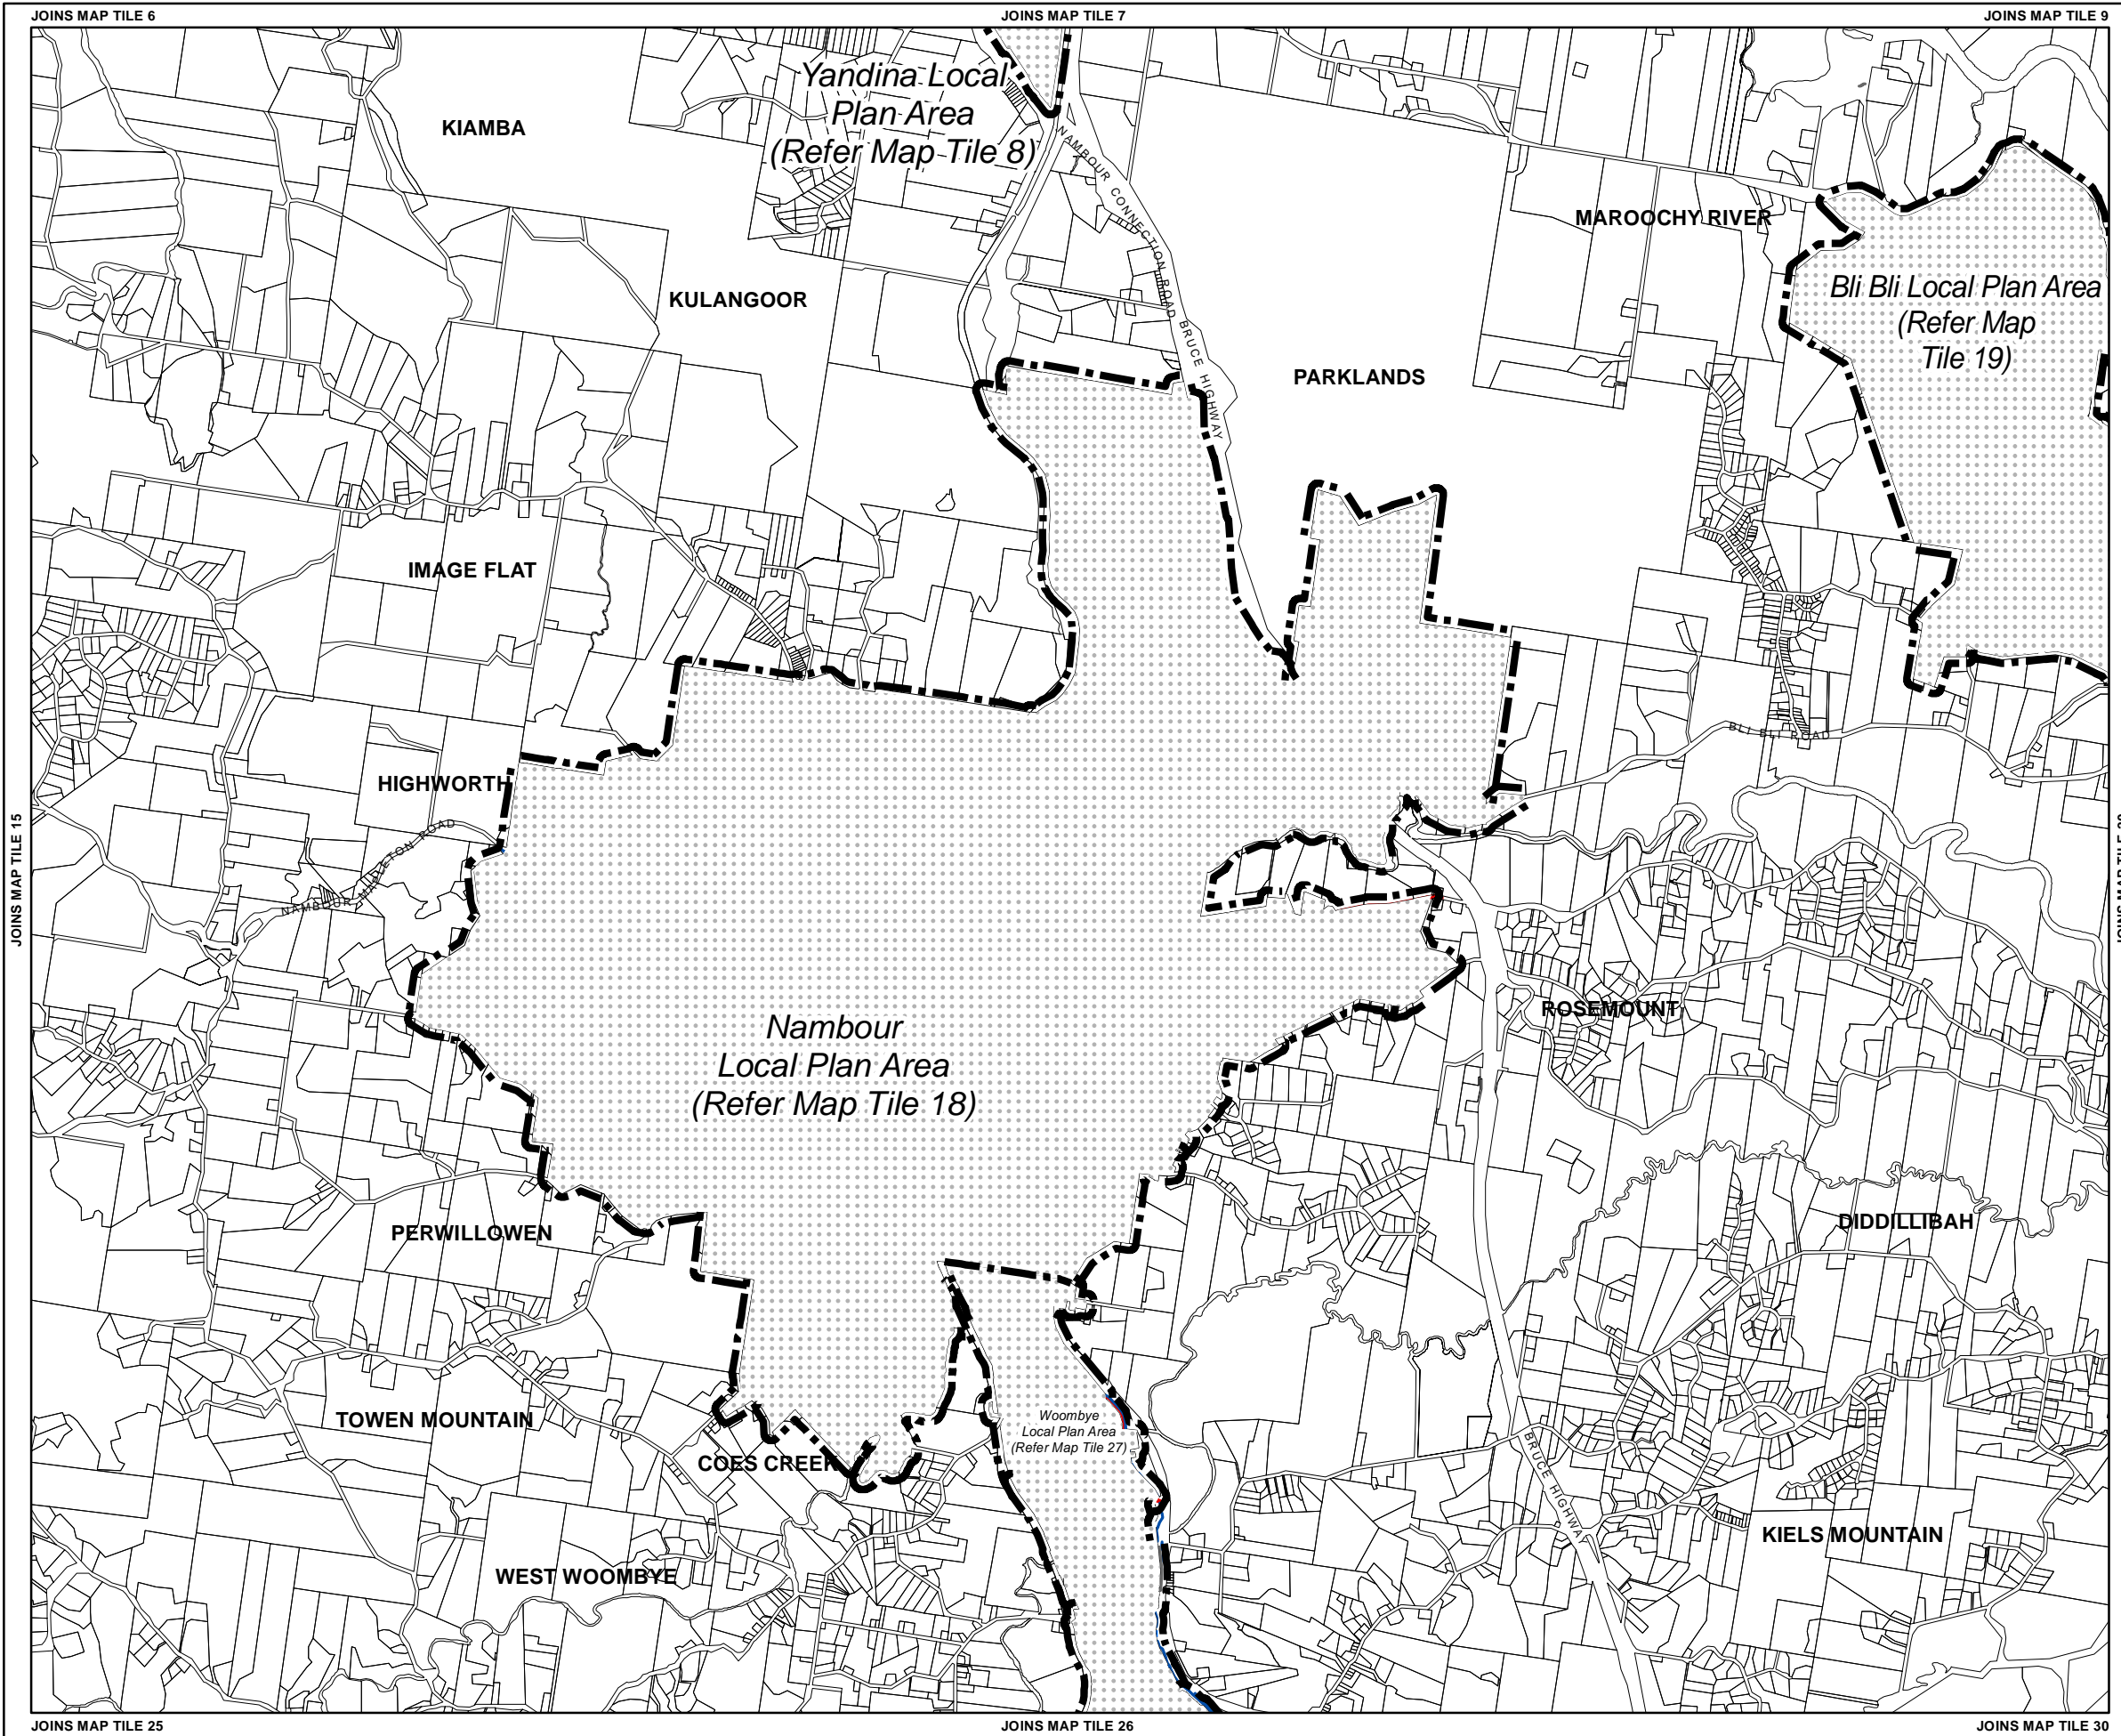 JOINS MAP TILE 6
JOINS MAP TILE 7
JOINS MAP TILE 9
Yandina Local
Plan Area
(Refer Map Tile 8)
KIAMBA
NAMBOUR CONNECTION ROAD
MAROOCHY RIVER
Bli Bli Local Plan Area
(Refer Map
Tile 19)
KULANGOOR
BRUCE HIGHWAY
PARKLANDS
IMAGE FLAT
BLI BLI ROAD
HIGHWORTH
NAMBOUR MAPLETON ROAD
JOINS MAP TILE 15
ROSEMOUNT
Nambour
Local Plan Area
(Refer Map Tile 18)
PERWILLOWEN
DIDDILLIBAH
TOWEN MOUNTAIN
Woombye
Local Plan Area
(Refer Map Tile 27)
COES CREEK
BRUCE HIGHWAY
KIELS MOUNTAIN
WEST WOOMBYE
JOINS MAP TILE 25
JOINS MAP TILE 26
JOINS MAP TILE 30